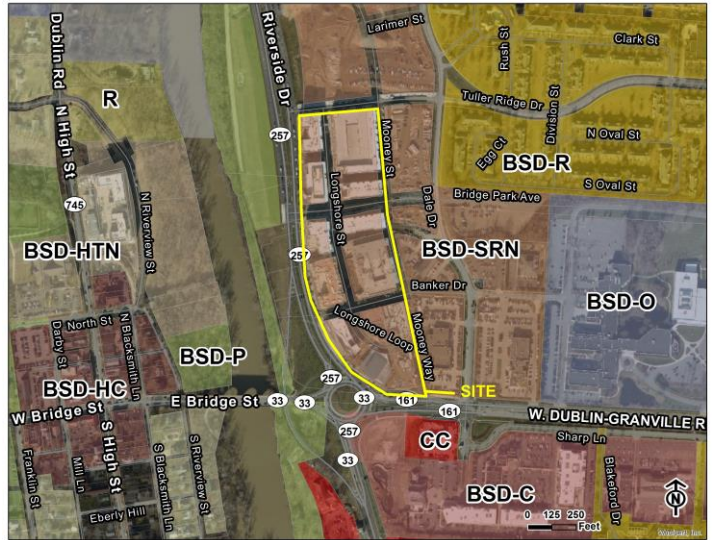 Larimer St
Clark St
Rush St
Dublin Rd
Riverside Dr
Tuller Ridge Dr
Division St
R
257
N Oval St
Mooney St
N High St
Egg Ct
BSD-R
S Oval St
Bridge Park Ave
745
N Riverview St
Longshore St
Dale Dr
BSD-HTN
257
BSD-SRN
Banker Dr
BSD-O
North St
Longshore Loop
Darby St
N Blacksmith Ln
BSD-P
Mooney Way
BSD-HC
257
SITE
W Bridge St
E Bridge St
33
33
33
161
161
W. DUBLIN-GRANVILLE R
257
Sharp Ln
CC
33
Franklin St
Mill Ln
S High St
S Blacksmith Ln
S Riverview St
BSD-C
Blakeford Dr
Eberly Hill
N
0 125 250
Feet